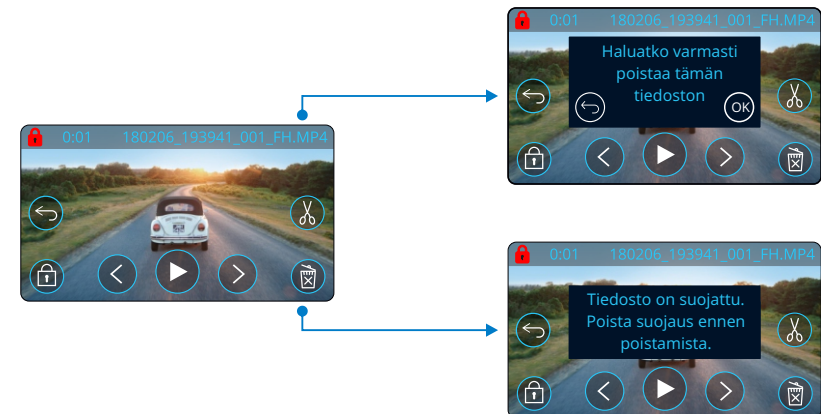 0:01 180206_193941_001_FH.MP4
0:01 180206_193941_001_FH.MP4
Haluatko varmasti
poistaa tämän
tiedoston
OK
0:01 180206_193941_001_FH.MP4
Tiedosto on suojattu.
Poista suojaus ennen
poistamista.